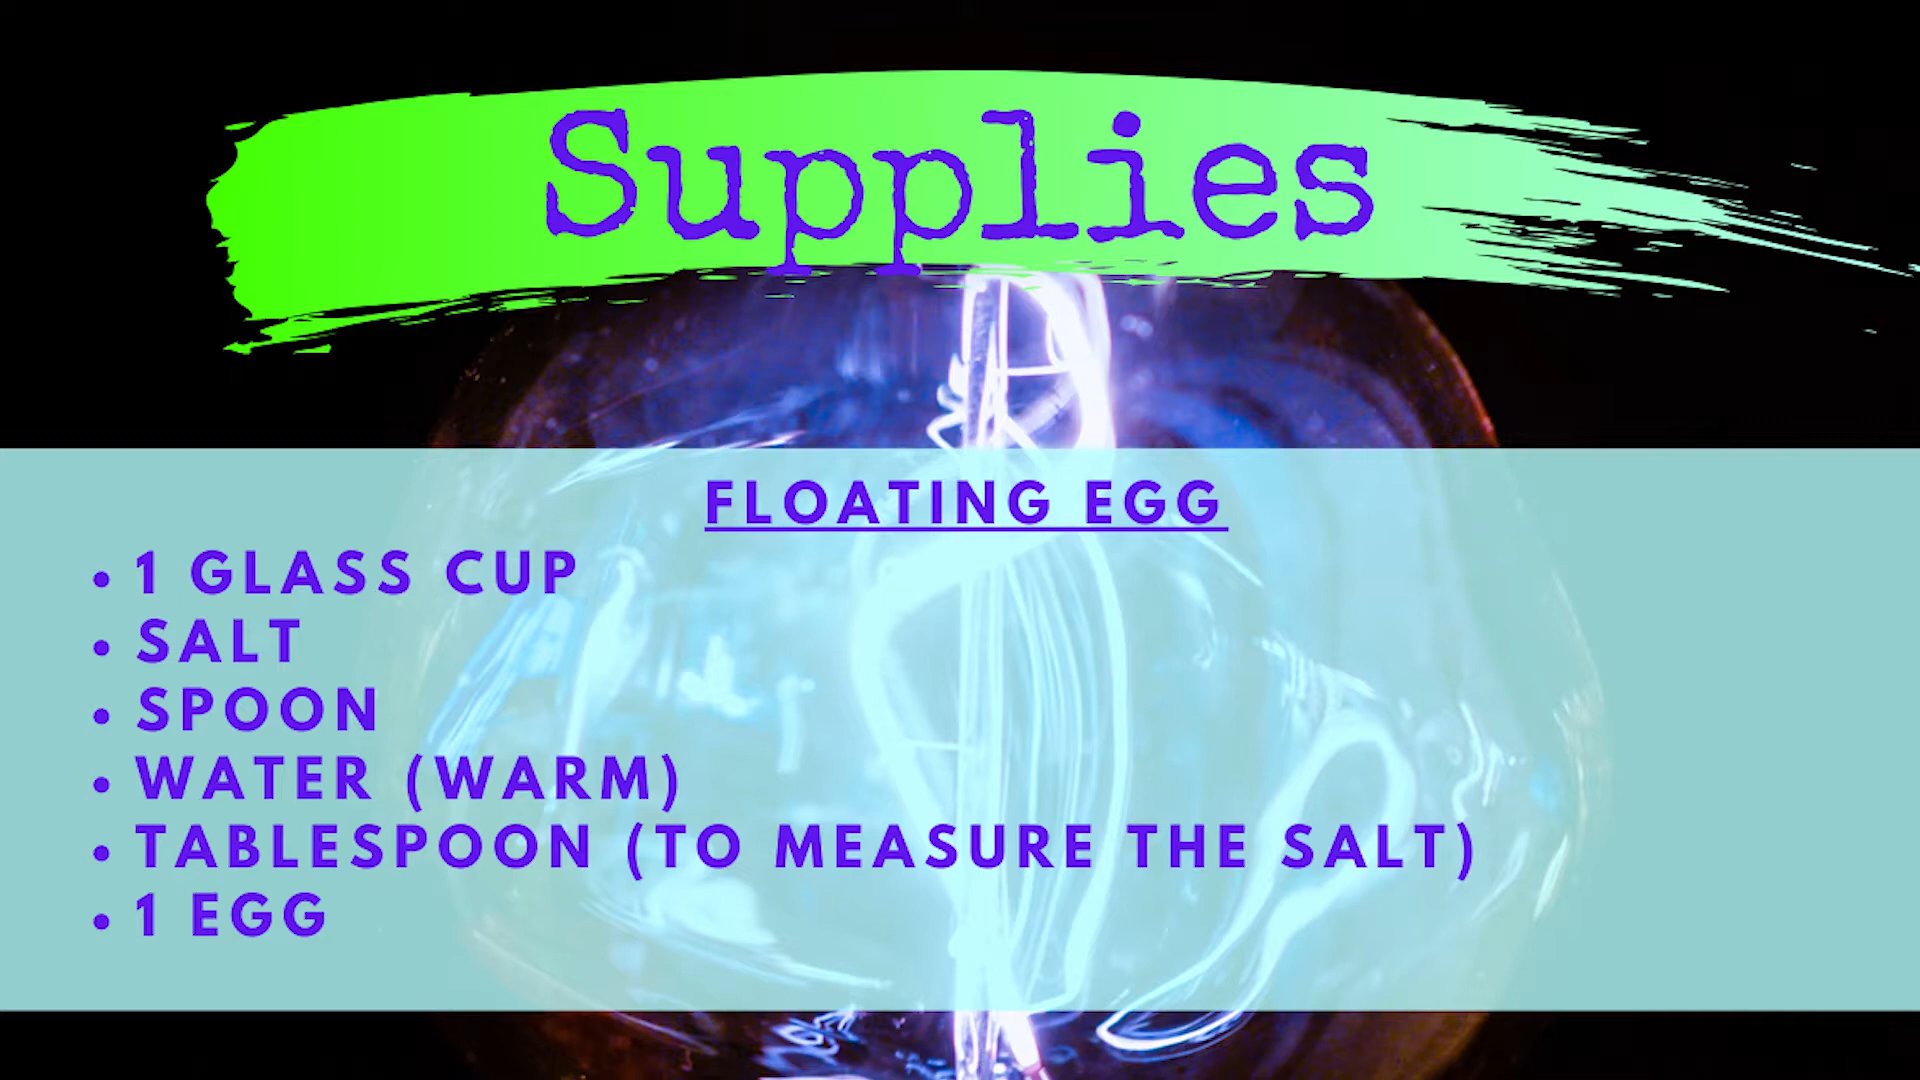 Supplies
FLOATING EGG
• 1 GLASS CUP
• SALT
• SPOON
• WATER (WARM)
• TABLESPOON (TO MEASURE THE SALT)
• 1 EGG